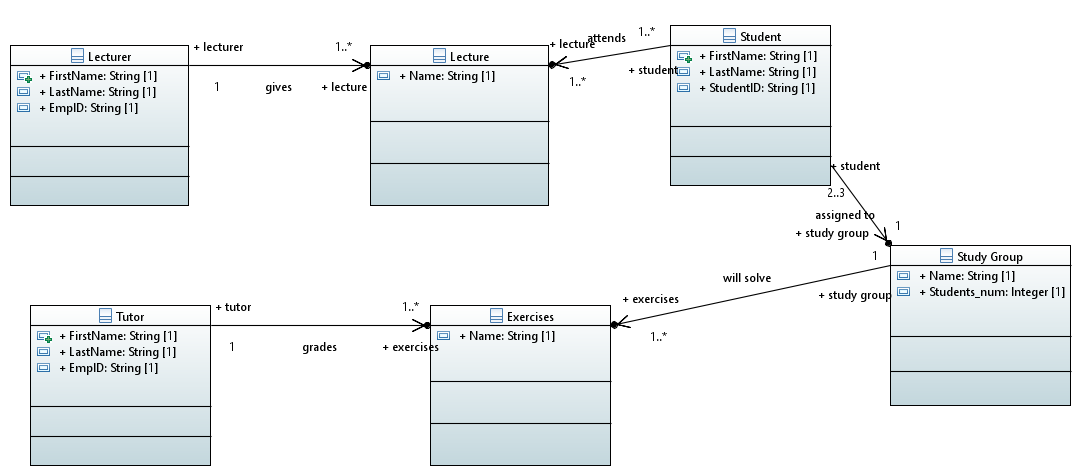 Lecturer
+ FirstName: String [1]
+ LastName: String [1]
+ EmpID: String [1]
+ lecturer
1..*
1
gives
+ lecture
Lecture
+ Name: String [1]
+ lecture
attends
1..*
+ student
1..*
Student
+ FirstName: String [1]
+ LastName: String [1]
+ StudentID: String [1]
+ student
2..3
assigned to
1
+ study group
Study Group
+ Name: String [1]
+ Students_num: Integer [1]
1
will solve
+ study group
+ exercises
1..*
Tutor
+ FirstName: String [1]
+ LastName: String [1]
+ EmpID: String [1]
+ tutor
1..*
1
grades
+ exercises
Exercises
+ Name: String [1]